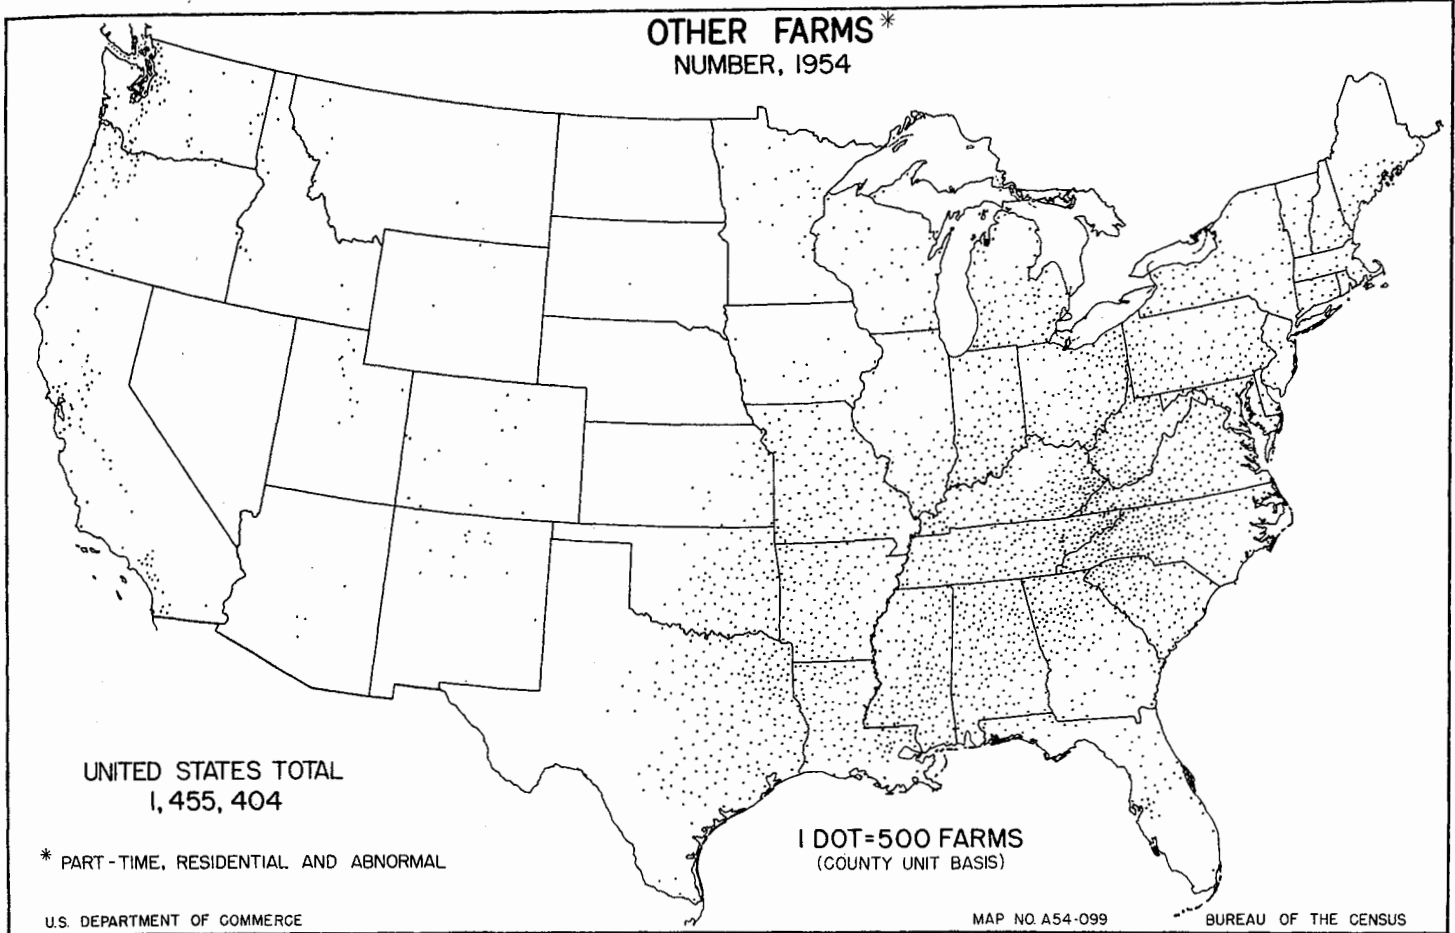 OTHER FARMS*
NUMBER, 1954
UNITED STATES TOTAL
1,455,404
1 DOT=500 FARMS
(COUNTY UNIT BASIS)
* PART-TIME, RESIDENTIAL AND ABNORMAL
U.S. DEPARTMENT OF COMMERCE
MAP NO. A54-099
BUREAU OF THE CENSUS